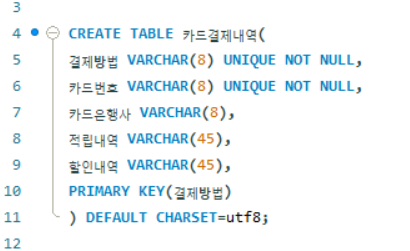 3
4 CREATE TABLE 카드결제내역(
5 결제방법 VARCHAR(8) UNIQUE NOT NULL,
6 카드번호 VARCHAR(8) UNIQUE NOT NULL,
7 카드은행사 VARCHAR(8),
8 적립내역 VARCHAR(45),
9 할인내역 VARCHAR(45),
10 PRIMARY KEY(결제방법)
11 ) DEFAULT CHARSET=utf8;
12